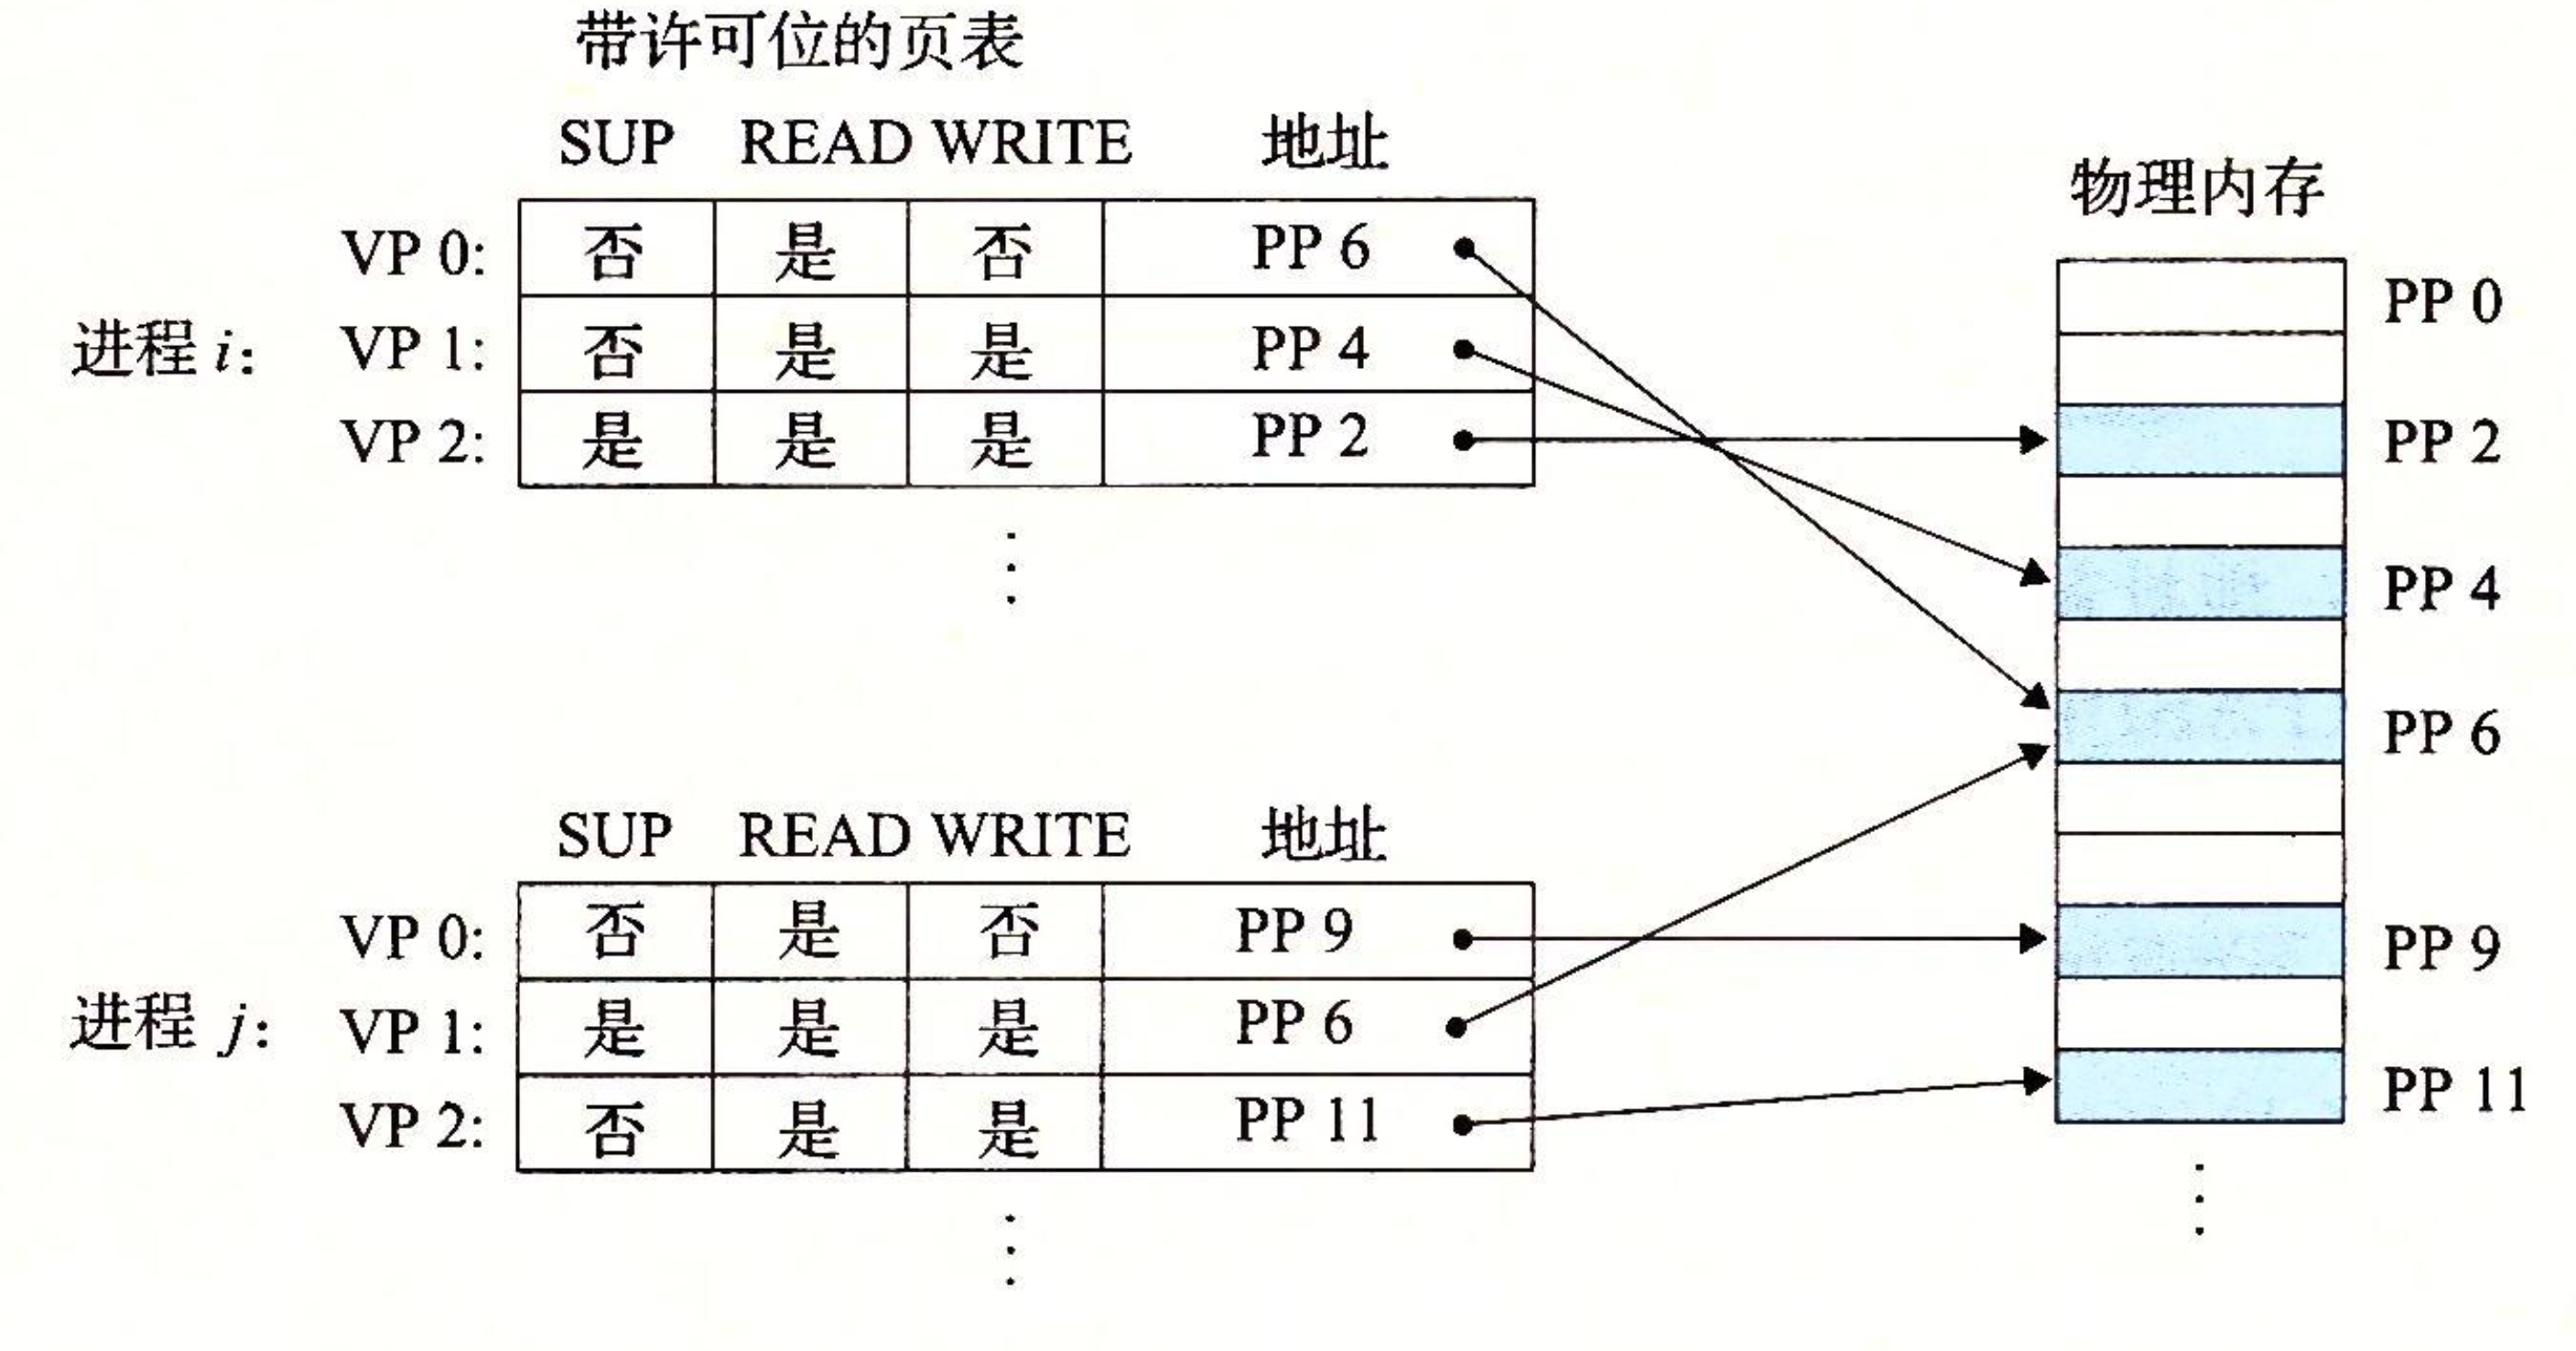 带许可位的页表
SUP READ WRITE 地址
VP 0: 否 是 否 PP 6
进程 i: VP 1: 否 是 是 PP 4
VP 2: 是 是 是 PP 2
⋮
SUP READ WRITE 地址
VP 0: 否 是 否 PP 9
进程 j: VP 1: 是 是 是 PP 6
VP 2: 否 是 是 PP 11
⋮
物理内存
PP 0
PP 2
PP 4
PP 6
PP 9
PP 11
⋮